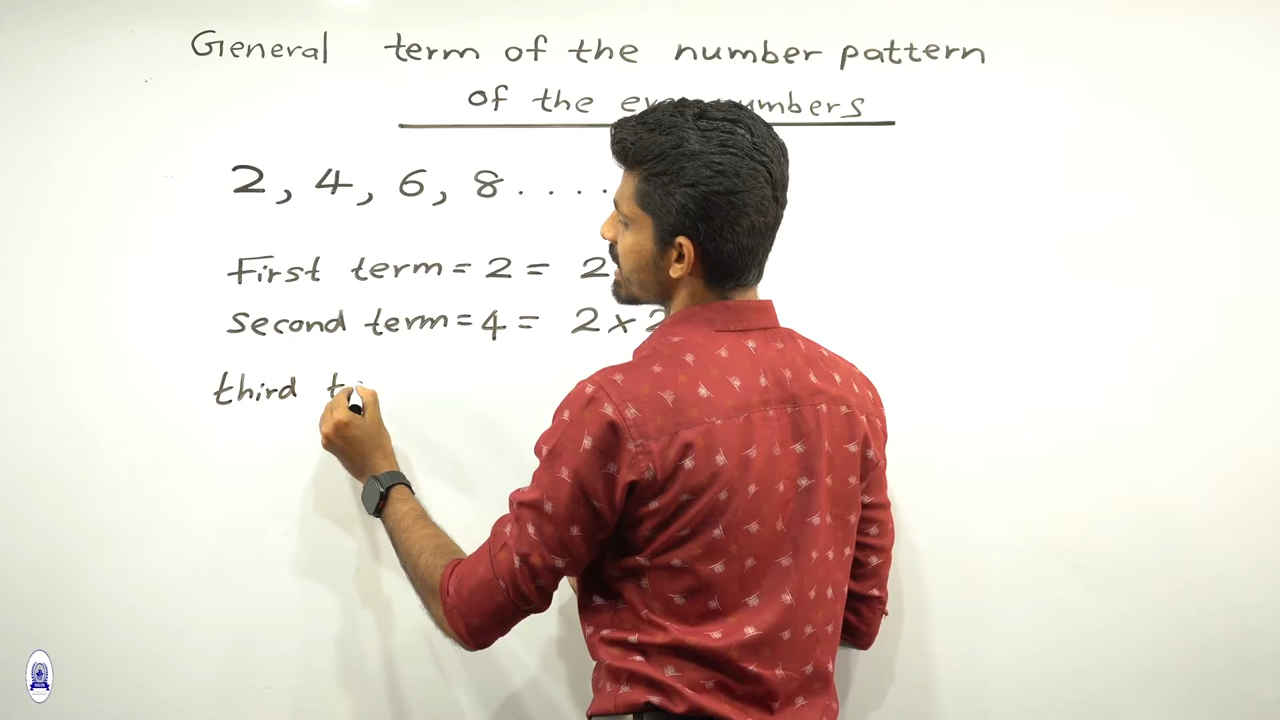 General term of the number pattern
of the even numbers
2, 4, 6, 8 . . . .
First term = 2 = 2
Second term = 4 = 2 × 2
third t